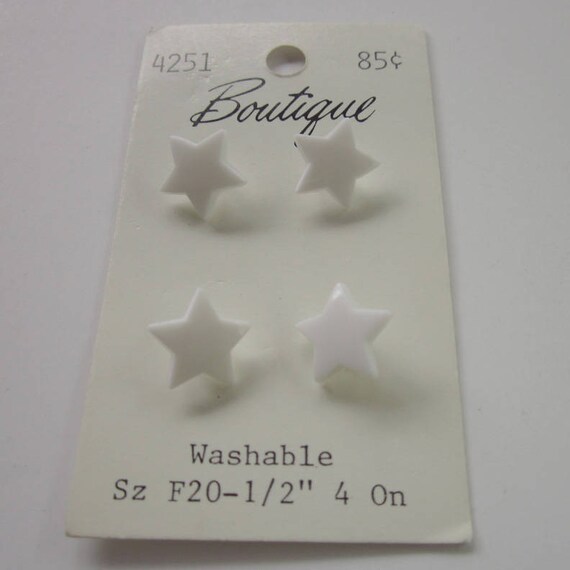 4251 85¢
Boutique
Washable
Sz F20-1/2" 4 On